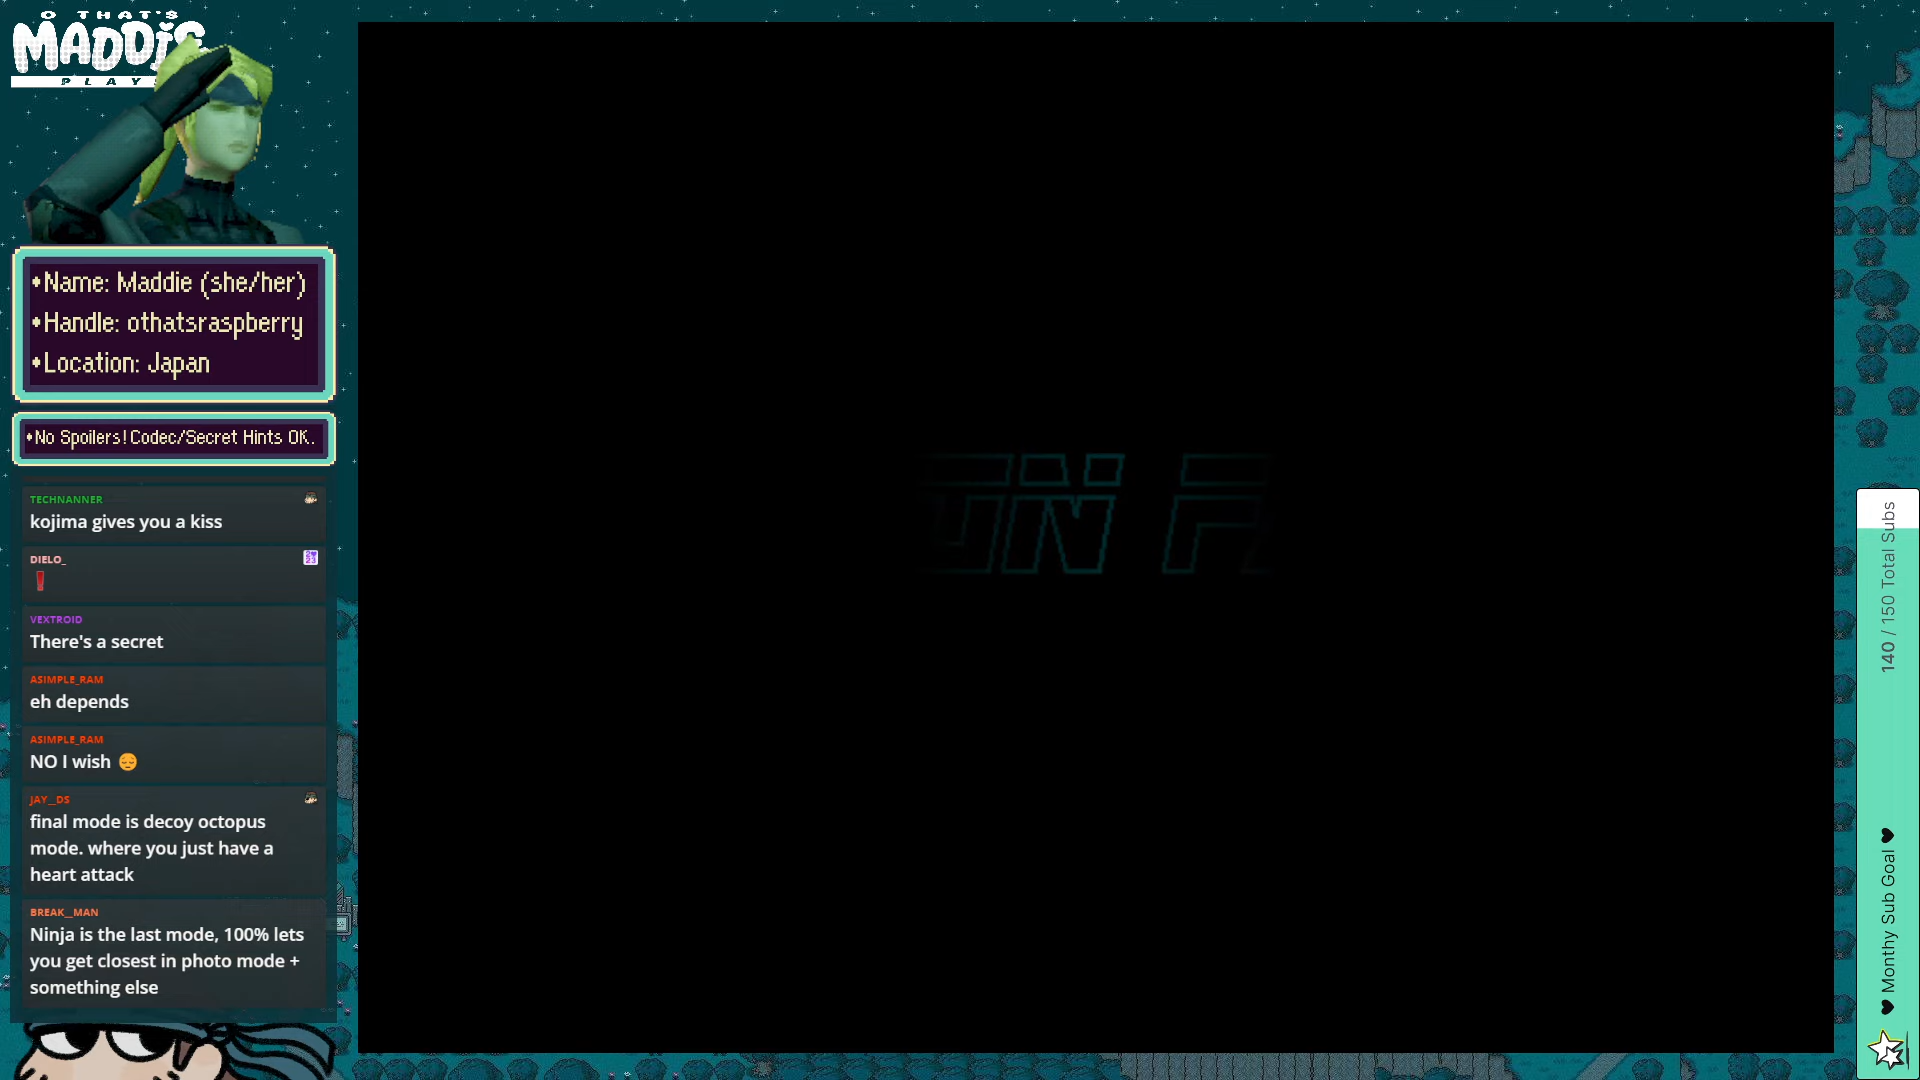 O THAT'S
MADDIE
PLAY
•Name: Maddie (she/her)
•Handle: othatsraspberry
•Location: Japan
•No Spoilers! Codec/Secret Hints OK.
TECHNANNER
kojima gives you a kiss
DIELO_
VEXTROID
There's a secret
ASIMPLE_RAM
eh depends
ASIMPLE_RAM
NO I wish 😔
JAY__DS
final mode is decoy octopus
mode. where you just have a
heart attack
BREAK__MAN
Ninja is the last mode, 100% lets
you get closest in photo mode +
something else
140 / 150 Total Subs
♥ Monthy Sub Goal ♥